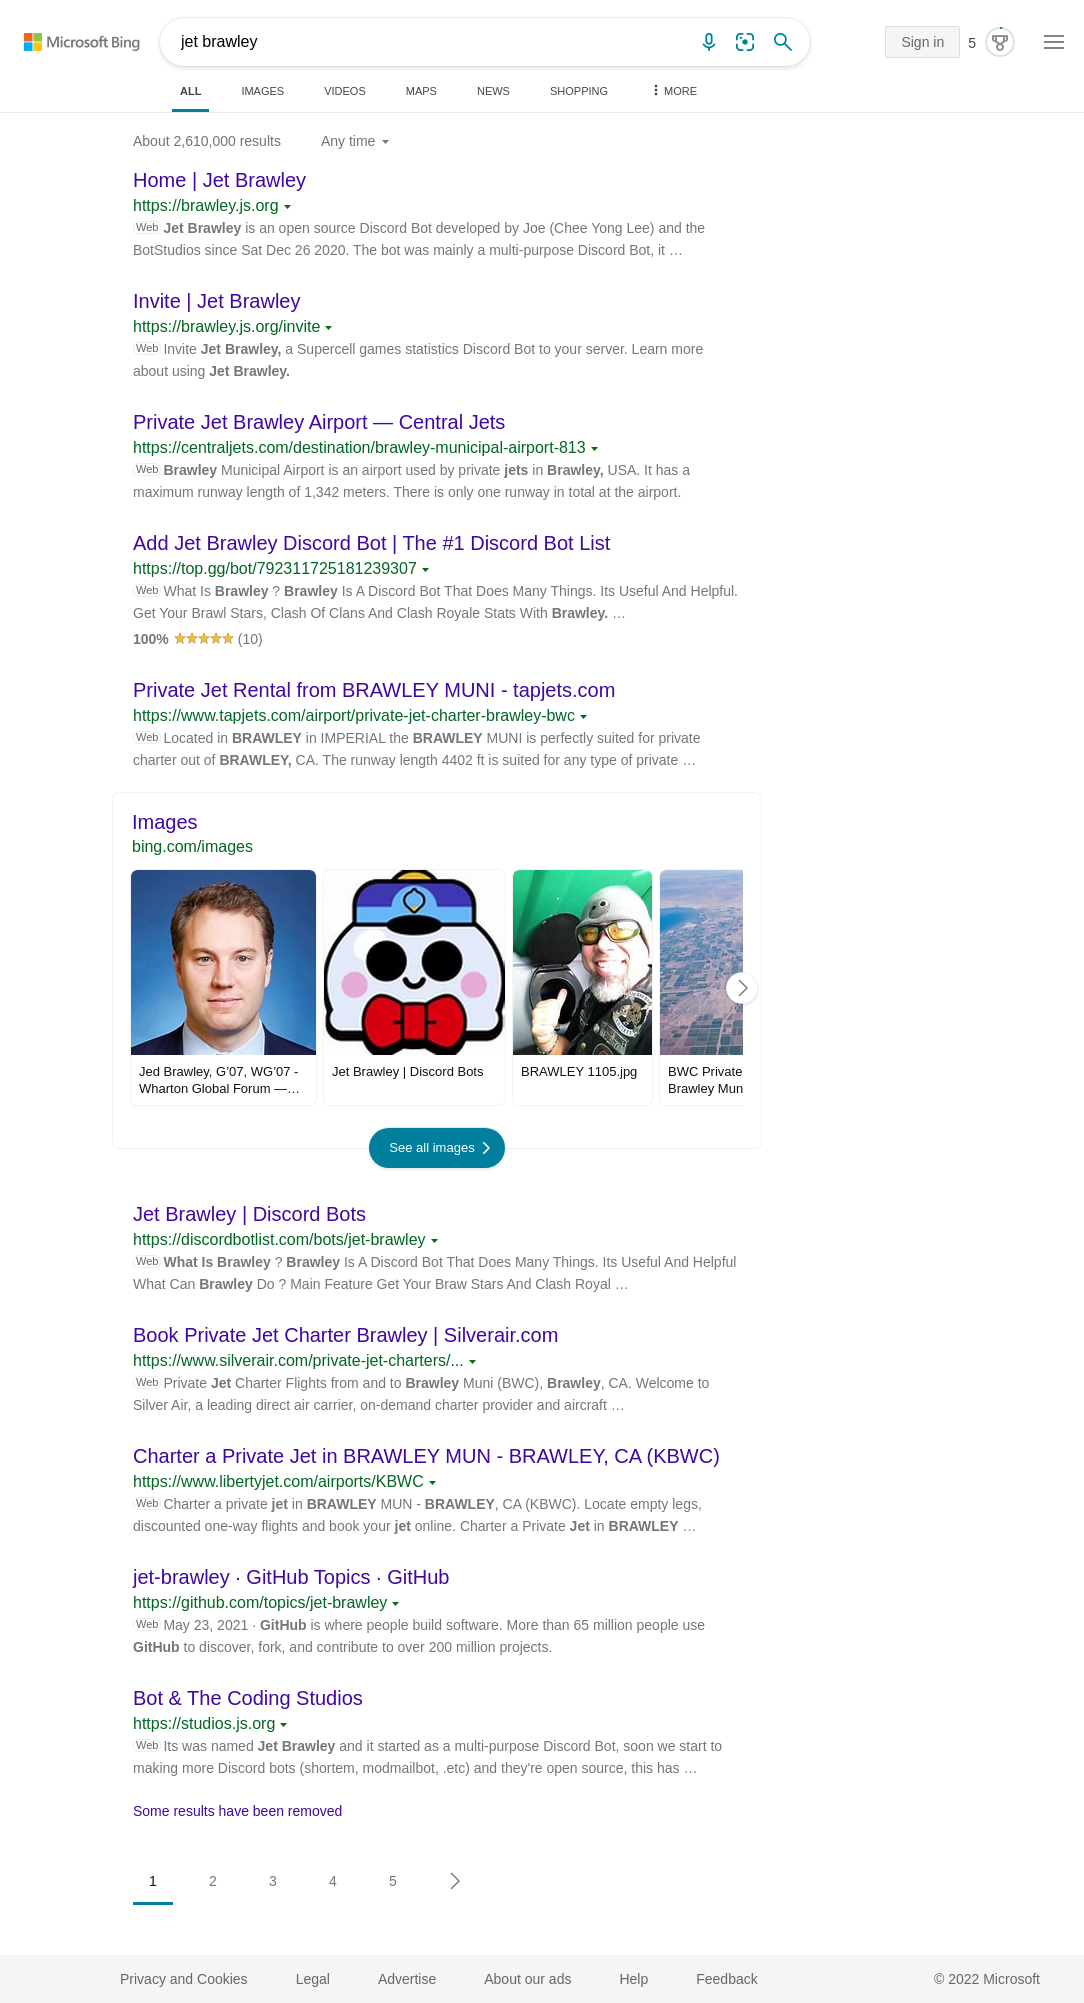 Microsoft Bing
jet brawley
Sign in
5
ALL
IMAGES
VIDEOS
MAPS
NEWS
SHOPPING
MORE
About 2,610,000 results
Any time
Home | Jet Brawley
https://brawley.js.org
Web Jet Brawley is an open source Discord Bot developed by Joe (Chee Yong Lee) and the
BotStudios since Sat Dec 26 2020. The bot was mainly a multi-purpose Discord Bot, it …
Invite | Jet Brawley
https://brawley.js.org/invite
Web Invite Jet Brawley, a Supercell games statistics Discord Bot to your server. Learn more
about using Jet Brawley.
Private Jet Brawley Airport — Central Jets
https://centraljets.com/destination/brawley-municipal-airport-813
Web Brawley Municipal Airport is an airport used by private jets in Brawley, USA. It has a
maximum runway length of 1,342 meters. There is only one runway in total at the airport.
Add Jet Brawley Discord Bot | The #1 Discord Bot List
https://top.gg/bot/792311725181239307
Web What Is Brawley ? Brawley Is A Discord Bot That Does Many Things. Its Useful And Helpful.
Get Your Brawl Stars, Clash Of Clans And Clash Royale Stats With Brawley. …
100% (10)
Private Jet Rental from BRAWLEY MUNI - tapjets.com
https://www.tapjets.com/airport/private-jet-charter-brawley-bwc
Web Located in BRAWLEY in IMPERIAL the BRAWLEY MUNI is perfectly suited for private
charter out of BRAWLEY, CA. The runway length 4402 ft is suited for any type of private …
Images
bing.com/images
Jed Brawley, G'07, WG'07 -
Wharton Global Forum —…
Jet Brawley | Discord Bots
BRAWLEY 1105.jpg
BWC Private
Brawley Mun
See all images
Jet Brawley | Discord Bots
https://discordbotlist.com/bots/jet-brawley
Web What Is Brawley ? Brawley Is A Discord Bot That Does Many Things. Its Useful And Helpful
What Can Brawley Do ? Main Feature Get Your Braw Stars And Clash Royal …
Book Private Jet Charter Brawley | Silverair.com
https://www.silverair.com/private-jet-charters/...
Web Private Jet Charter Flights from and to Brawley Muni (BWC), Brawley, CA. Welcome to
Silver Air, a leading direct air carrier, on-demand charter provider and aircraft …
Charter a Private Jet in BRAWLEY MUN - BRAWLEY, CA (KBWC)
https://www.libertyjet.com/airports/KBWC
Web Charter a private jet in BRAWLEY MUN - BRAWLEY, CA (KBWC). Locate empty legs,
discounted one-way flights and book your jet online. Charter a Private Jet in BRAWLEY …
jet-brawley · GitHub Topics · GitHub
https://github.com/topics/jet-brawley
Web May 23, 2021 · GitHub is where people build software. More than 65 million people use
GitHub to discover, fork, and contribute to over 200 million projects.
Bot & The Coding Studios
https://studios.js.org
Web Its was named Jet Brawley and it started as a multi-purpose Discord Bot, soon we start to
making more Discord bots (shortem, modmailbot, .etc) and they're open source, this has …
Some results have been removed
1
2
3
4
5
Privacy and Cookies
Legal
Advertise
About our ads
Help
Feedback
© 2022 Microsoft